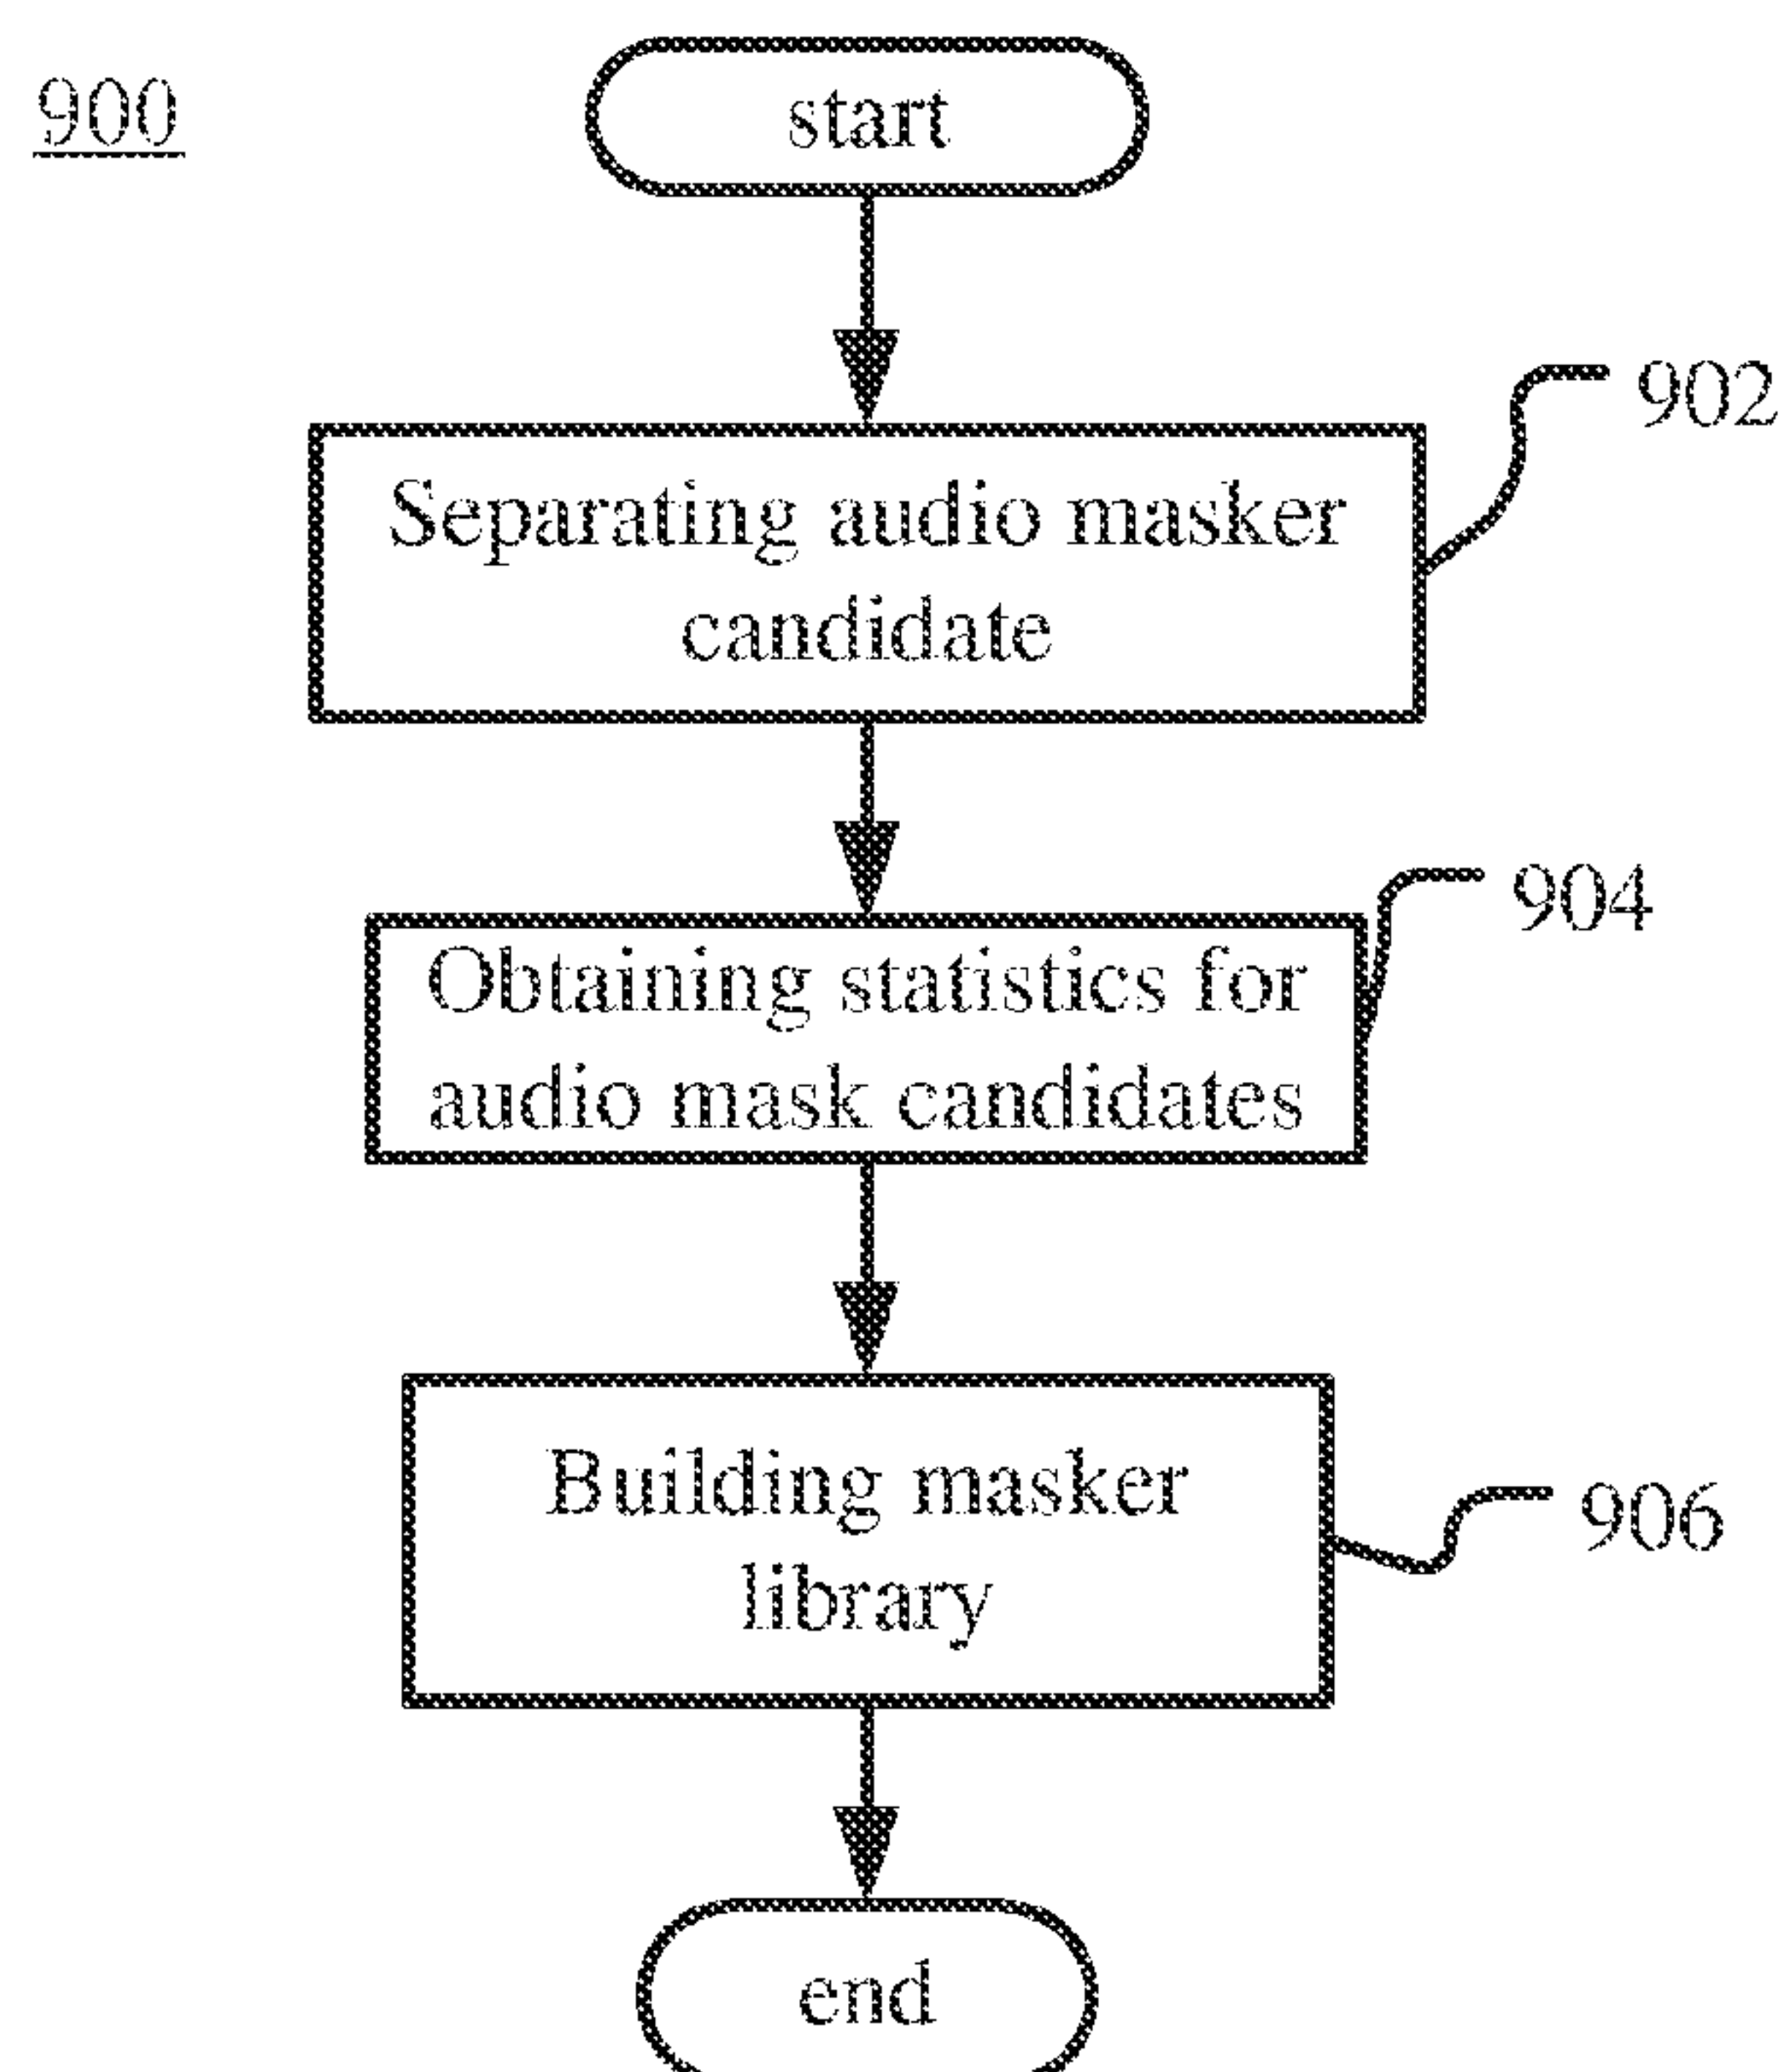 900
start
902
Separating audio masker
candidate
904
Obtaining statistics for
audio mask candidates
Building masker
906
library
end